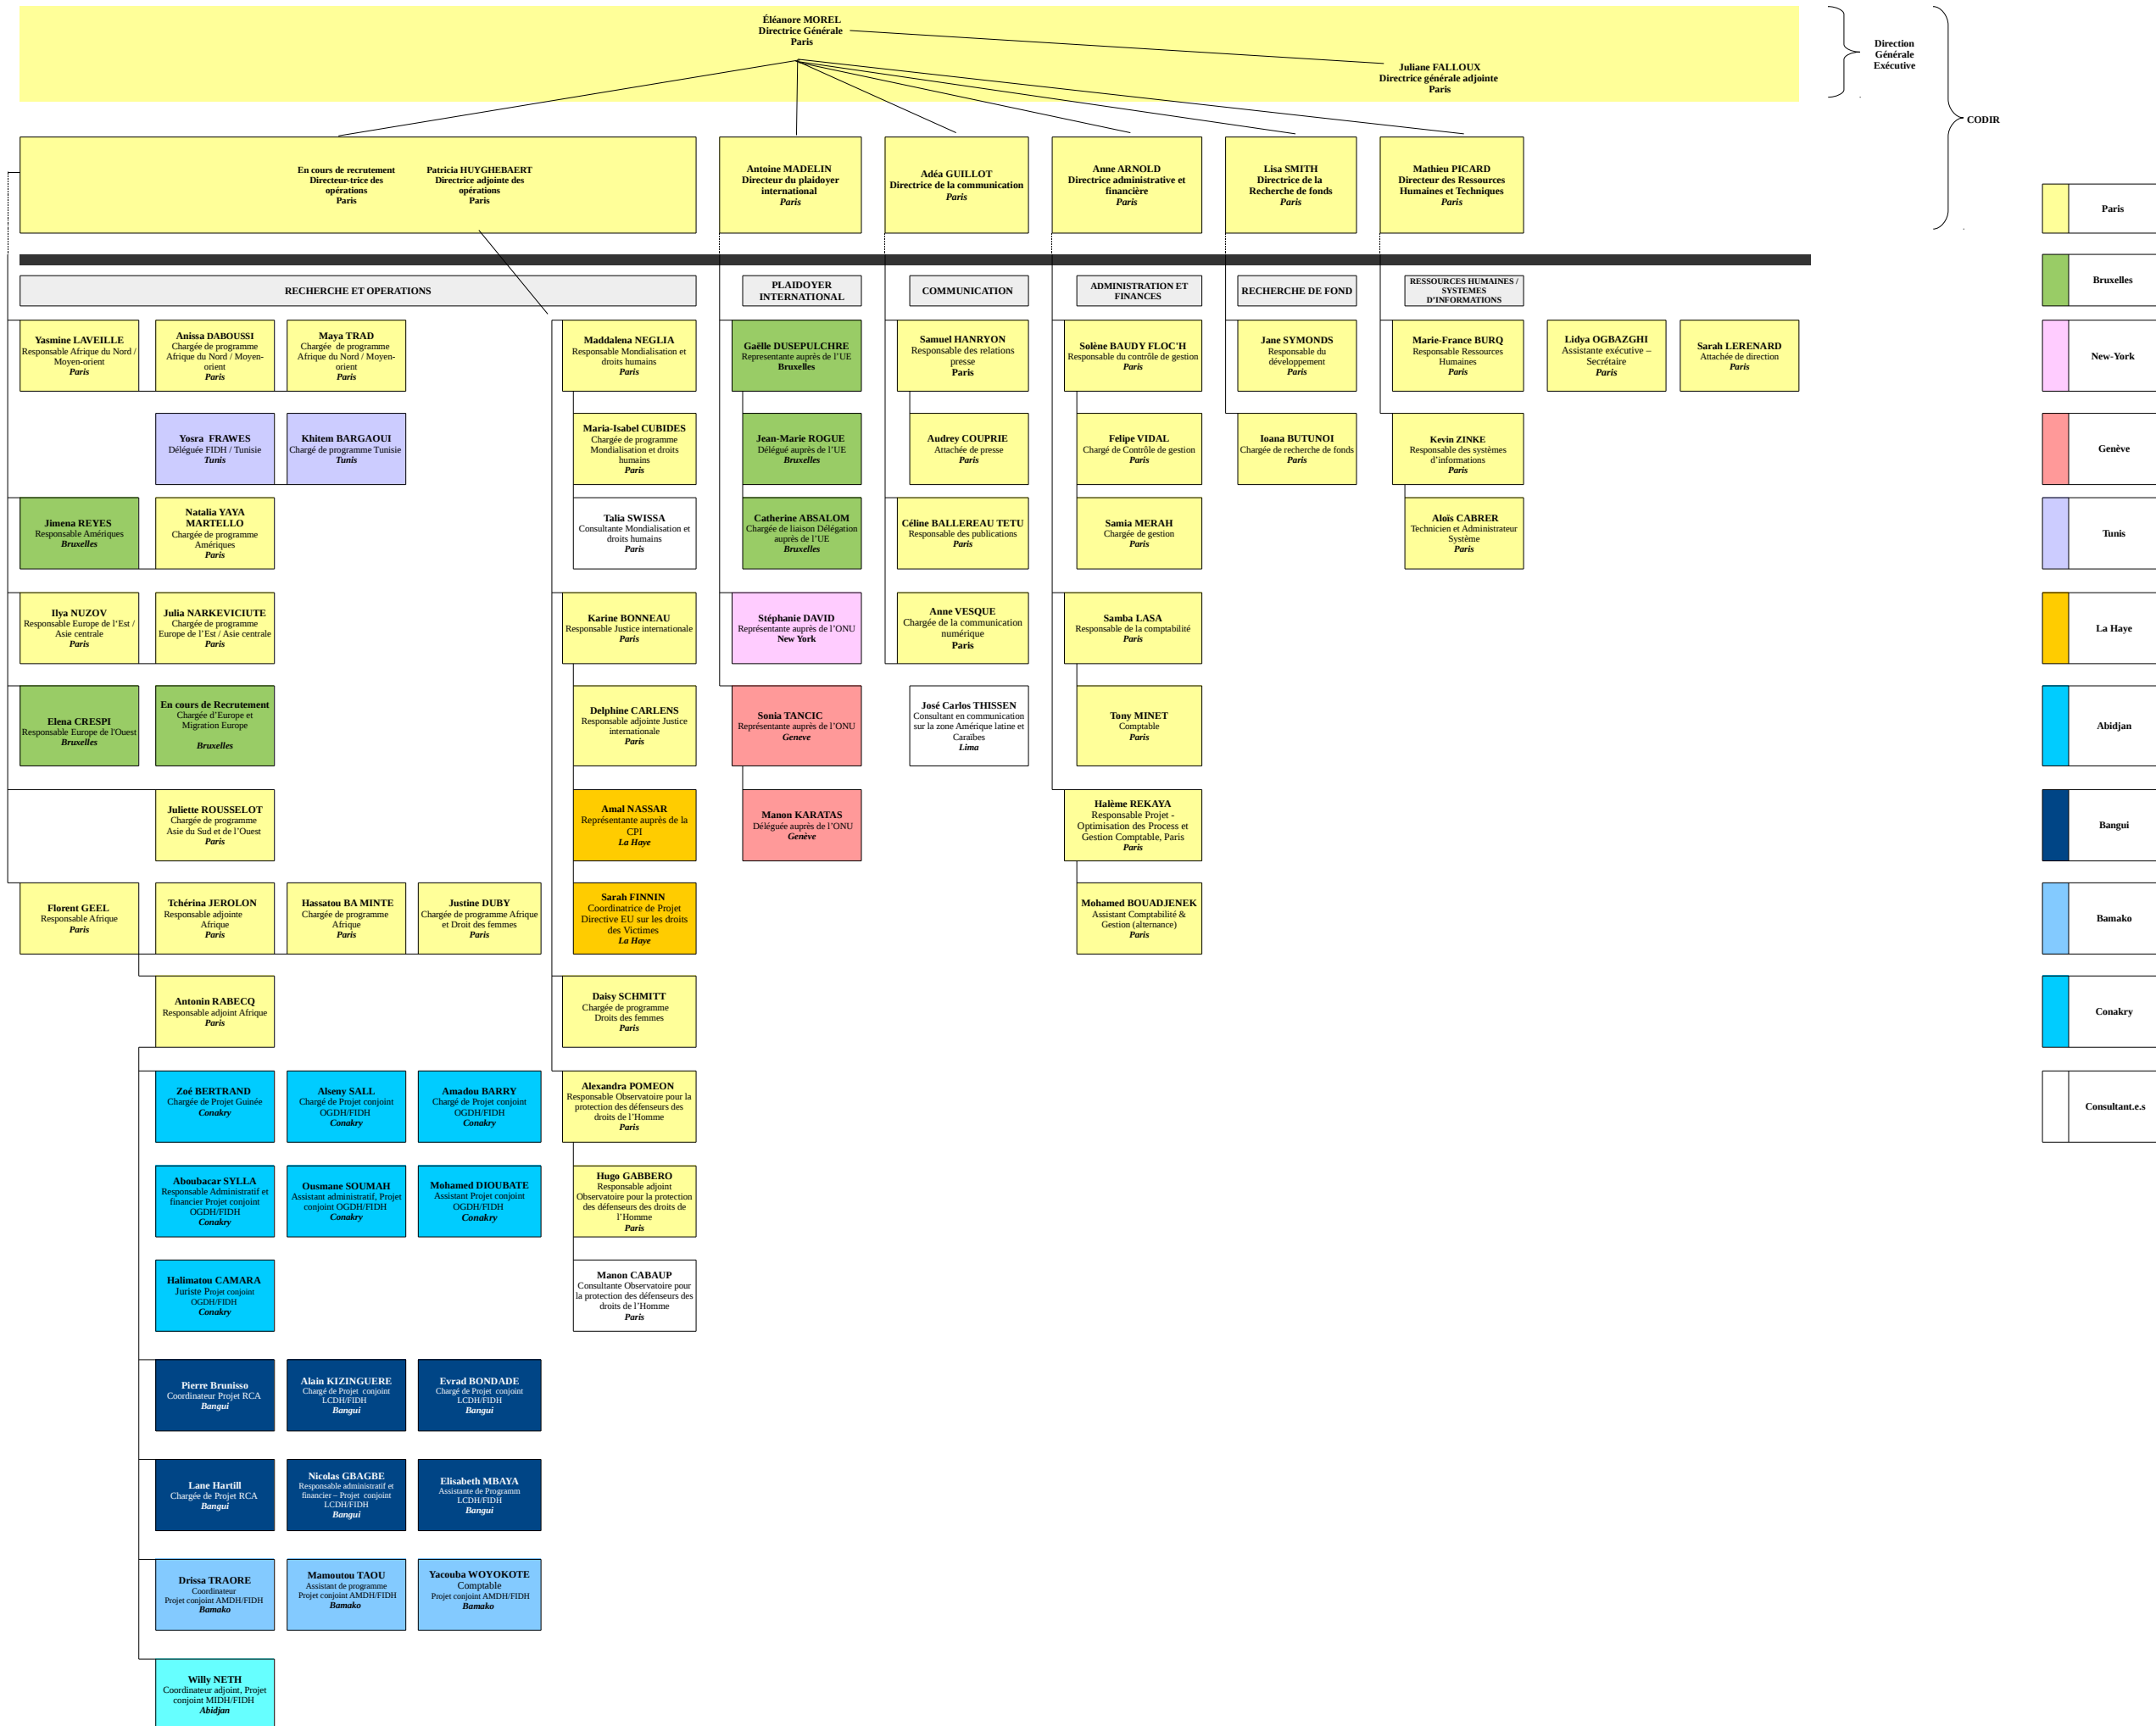 Éléanore MOREL
Directrice Générale
Paris
Juliane FALLOUX
Directrice générale adjointe
Paris
Direction
Générale
Exécutive
CODIR
En cours de recrutement
Directeur-trice des
opérations
Paris
Patricia HUYGHEBAERT
Directrice adjointe des
opérations
Paris
Antoine MADELIN
Directeur du plaidoyer
international
Paris
Adéa GUILLOT
Directrice de la communication
Paris
Anne ARNOLD
Directrice administrative et
financière
Paris
Lisa SMITH
Directrice de la
Recherche de fonds
Paris
Mathieu PICARD
Directeur des Ressources
Humaines et Techniques
Paris
RECHERCHE ET OPERATIONS
PLAIDOYER
INTERNATIONAL
COMMUNICATION
ADMINISTRATION ET
FINANCES
RECHERCHE DE FOND
RESSOURCES HUMAINES /
SYSTEMES
D'INFORMATIONS
Yasmine LAVEILLE
Responsable Afrique du Nord /
Moyen-orient
Paris
Anissa DABOUSSI
Chargée de programme
Afrique du Nord / Moyen-
orient
Paris
Maya TRAD
Chargée  de programme
Afrique du Nord / Moyen-
orient
Paris
Maddalena NEGLIA
Responsable Mondialisation et
droits humains
Paris
Gaëlle DUSEPULCHRE
Representante auprès de l'UE
Bruxelles
Samuel HANRYON
Responsable des relations
presse
Paris
Solène BAUDY FLOC'H
Responsable du contrôle de gestion
Paris
Jane SYMONDS
Responsable du
développement
Paris
Marie-France BURQ
Responsable Ressources
Humaines
Paris
Lidya OGBAZGHI
Assistante exécutive –
Secrétaire
Paris
Sarah LERENARD
Attachée de direction
Paris
Yosra  FRAWES
Déléguée FIDH / Tunisie
Tunis
Khitem BARGAOUI
Chargé de programme Tunisie
Tunis
Maria-Isabel CUBIDES
Chargée de programme
Mondialisation et droits
humains
Paris
Jean-Marie ROGUE
Délégué auprès de l'UE
Bruxelles
Audrey COUPRIE
Attachée de presse
Paris
Felipe VIDAL
Chargé de Contrôle de gestion
Paris
Ioana BUTUNOI
Chargée de recherche de fonds
Paris
Kevin ZINKE
Responsable des systèmes
d'informations
Paris
Jimena REYES
Responsable Amériques
Bruxelles
Natalia YAYA
MARTELLO
Chargée de programme
Amériques
Paris
Talia SWISSA
Consultante Mondialisation et
droits humains
Paris
Catherine ABSALOM
Chargée de liaison Délégation
auprès de l'UE
Bruxelles
Céline BALLEREAU TETU
Responsable des publications
Paris
Samia MERAH
Chargée de gestion
Paris
Aloïs CABRER
Technicien et Administrateur
Système
Paris
Ilya NUZOV
Responsable Europe de l'Est /
Asie centrale
Paris
Julia NARKEVICIUTE
Chargée de programme
Europe de l'Est / Asie centrale
Paris
Karine BONNEAU
Responsable Justice internationale
Paris
Stéphanie DAVID
Représentante auprès de l'ONU
New York
Anne VESQUE
Chargée de la communication
numérique
Paris
Samba LASA
Responsable de la comptabilité
Paris
Elena CRESPI
Responsable Europe de l'Ouest
Bruxelles
En cours de Recrutement
Chargée d'Europe et
Migration Europe
Bruxelles
Delphine CARLENS
Responsable adjointe Justice
internationale
Paris
Sonia TANCIC
Représentante auprès de l'ONU
Geneve
José Carlos THISSEN
Consultant en communication
sur la zone Amérique latine et
Caraïbes
Lima
Tony MINET
Comptable
Paris
Juliette ROUSSELOT
Chargée de programme
Asie du Sud et de l'Ouest
Paris
Amal NASSAR
Représentante auprès de la
CPI
La Haye
Manon KARATAS
Déléguée auprès de l'ONU
Genève
Halème REKAYA
Responsable Projet -
Optimisation des Process et
Gestion Comptable, Paris
Paris
Florent GEEL
Responsable Afrique
Paris
Tchérina JEROLON
Responsable adjointe
Afrique
Paris
Hassatou BA MINTE
Chargée de programme
Afrique
Paris
Justine DUBY
Chargée de programme Afrique
et Droit des femmes
Paris
Sarah FINNIN
Coordinatrice de Projet
Directive EU sur les droits
des Victimes
La Haye
Mohamed BOUADJENEK
Assistant Comptabilité &
Gestion (alternance)
Paris
Antonin RABECQ
Responsable adjoint Afrique
Paris
Daisy SCHMITT
Chargée de programme
Droits des femmes
Paris
Zoé BERTRAND
Chargée de Projet Guinée
Conakry
Alseny SALL
Chargé de Projet conjoint
OGDH/FIDH
Conakry
Amadou BARRY
Chargé de Projet conjoint
OGDH/FIDH
Conakry
Alexandra POMEON
Responsable Observatoire pour la
protection des défenseurs des
droits de l'Homme
Paris
Aboubacar SYLLA
Responsable Administratif et
financier Projet conjoint
OGDH/FIDH
Conakry
Ousmane SOUMAH
Assistant administratif, Projet
conjoint OGDH/FIDH
Conakry
Mohamed DIOUBATE
Assistant Projet conjoint
OGDH/FIDH
Conakry
Hugo GABBERO
Responsable adjoint
Observatoire pour la protection
des défenseurs des droits de
l'Homme
Paris
Halimatou CAMARA
Juriste Projet conjoint
OGDH/FIDH
Conakry
Manon CABAUP
Consultante Observatoire pour
la protection des défenseurs des
droits de l'Homme
Paris
Pierre Brunisso
Coordinateur Projet RCA
Bangui
Alain KIZINGUERE
Chargé de Projet  conjoint
LCDH/FIDH
Bangui
Evrad BONDADE
Chargé de Projet  conjoint
LCDH/FIDH
Bangui
Lane Hartill
Chargée de Projet RCA
Bangui
Nicolas GBAGBE
Responsable administratif et
financier – Projet  conjoint
LCDH/FIDH
Bangui
Elisabeth MBAYA
Assistante de Programm
LCDH/FIDH
Bangui
Drissa TRAORE
Coordinateur
Projet conjoint AMDH/FIDH
Bamako
Mamoutou TAOU
Assistant de programme
Projet conjoint AMDH/FIDH
Bamako
Yacouba WOYOKOTE
Comptable
Projet conjoint AMDH/FIDH
Bamako
Willy NETH
Coordinateur adjoint, Projet
conjoint MIDH/FIDH
Abidjan
Paris
Bruxelles
New-York
Genève
Tunis
La Haye
Abidjan
Bangui
Bamako
Conakry
Consultant.e.s